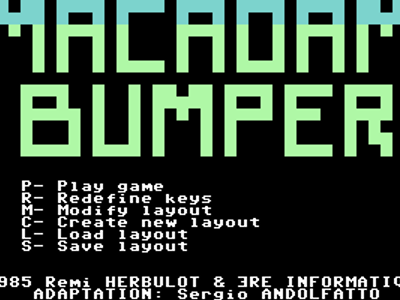 MACADAM
BUMPER
P- Play game
R- Redefine keys
M- Modify layout
C- Create new layout
L- Load layout
S- Save layout
985 Remi HERBULOT & ERE INFORMATIQ
ADAPTATION: Sergio ANDOLFATTO